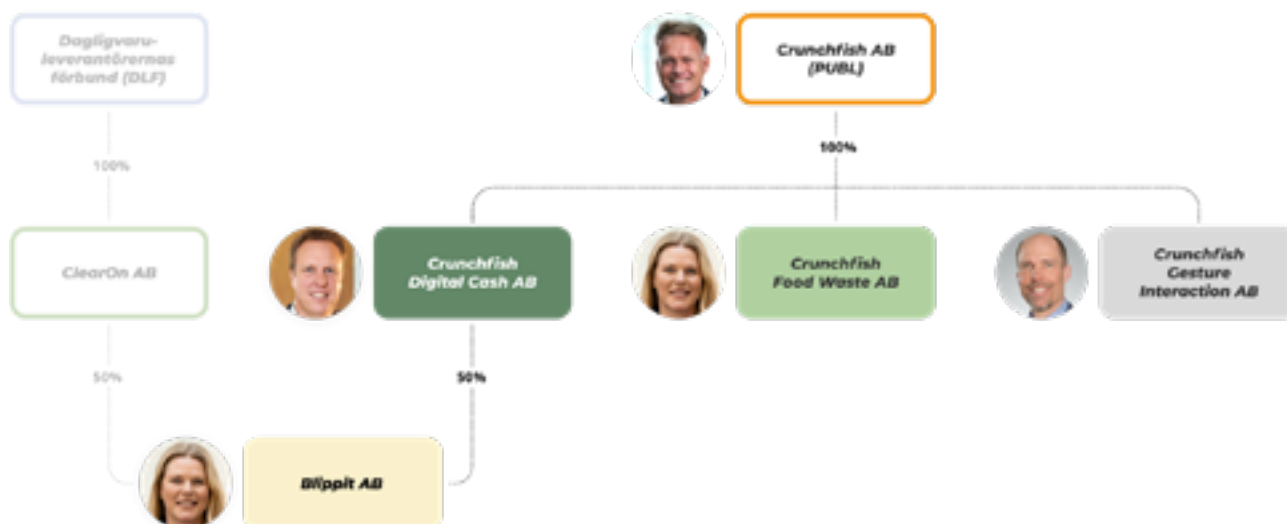 Dagligvaru-
leverantörernas
förbund (DLF)
Crunchfish AB
(PUBL)
100%
100%
ClearOn AB
Crunchfish
Digital Cash AB
Crunchfish
Food Waste AB
Crunchfish
Gesture
Interaction AB
50%
50%
Blippit AB